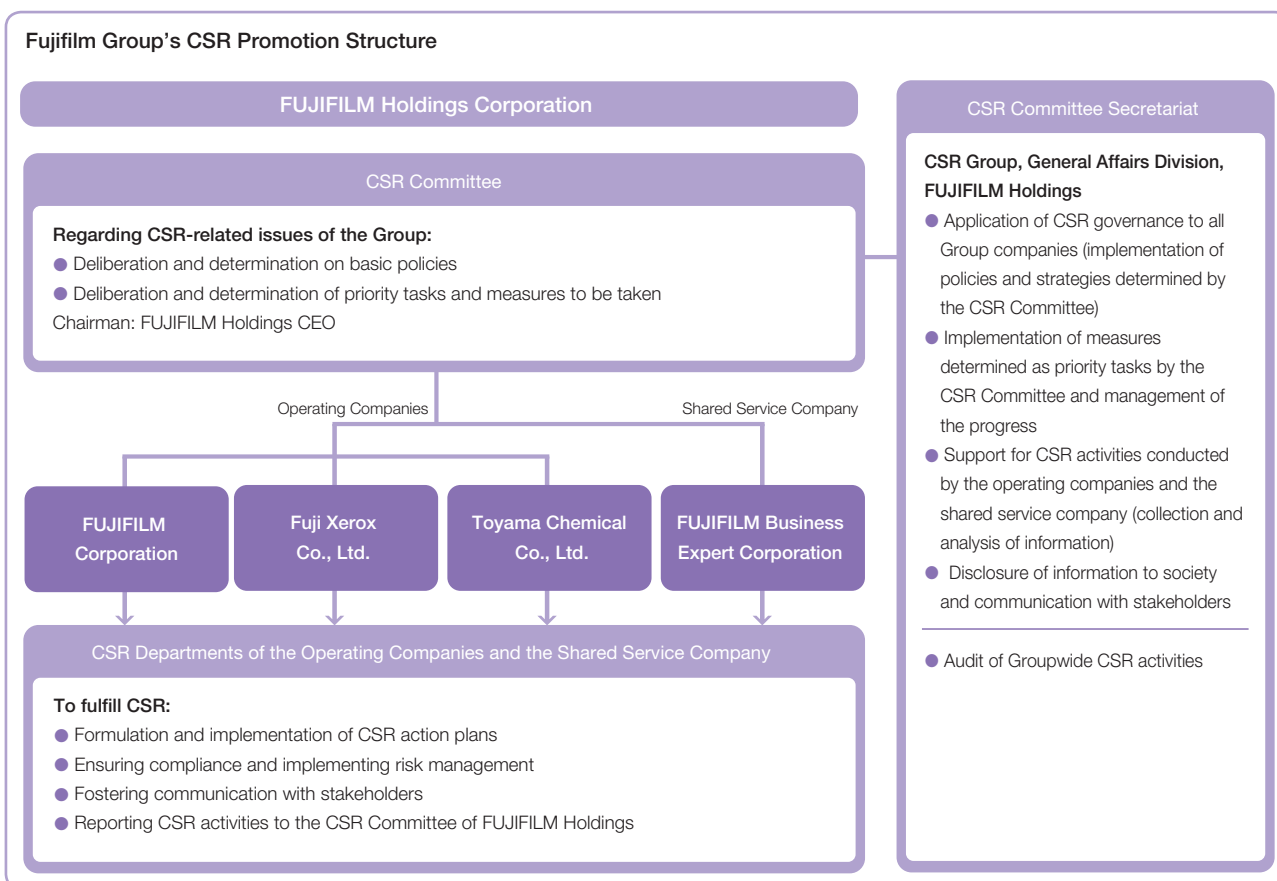 Fujifilm Group’s CSR Promotion Structure
FUJIFILM Holdings Corporation
CSR Committee
Regarding CSR-related issues of the Group:
● Deliberation and determination on basic policies
● Deliberation and determination of priority tasks and measures to be taken
Chairman: FUJIFILM Holdings CEO
Operating Companies
Shared Service Company
FUJIFILM
Corporation
Fuji Xerox
Co., Ltd.
Toyama Chemical
Co., Ltd.
FUJIFILM Business
Expert Corporation
CSR Departments of the Operating Companies and the Shared Service Company
To fulfill CSR:
● Formulation and implementation of CSR action plans
● Ensuring compliance and implementing risk management
● Fostering communication with stakeholders
● Reporting CSR activities to the CSR Committee of FUJIFILM Holdings
CSR Committee Secretariat
CSR Group, General Affairs Division,
FUJIFILM Holdings
● Application of CSR governance to all
Group companies (implementation of
policies and strategies determined by
the CSR Committee)
● Implementation of measures
determined as priority tasks by the
CSR Committee and management of
the progress
● Support for CSR activities conducted
by the operating companies and the
shared service company (collection and
analysis of information)
● Disclosure of information to society
and communication with stakeholders
● Audit of Groupwide CSR activities